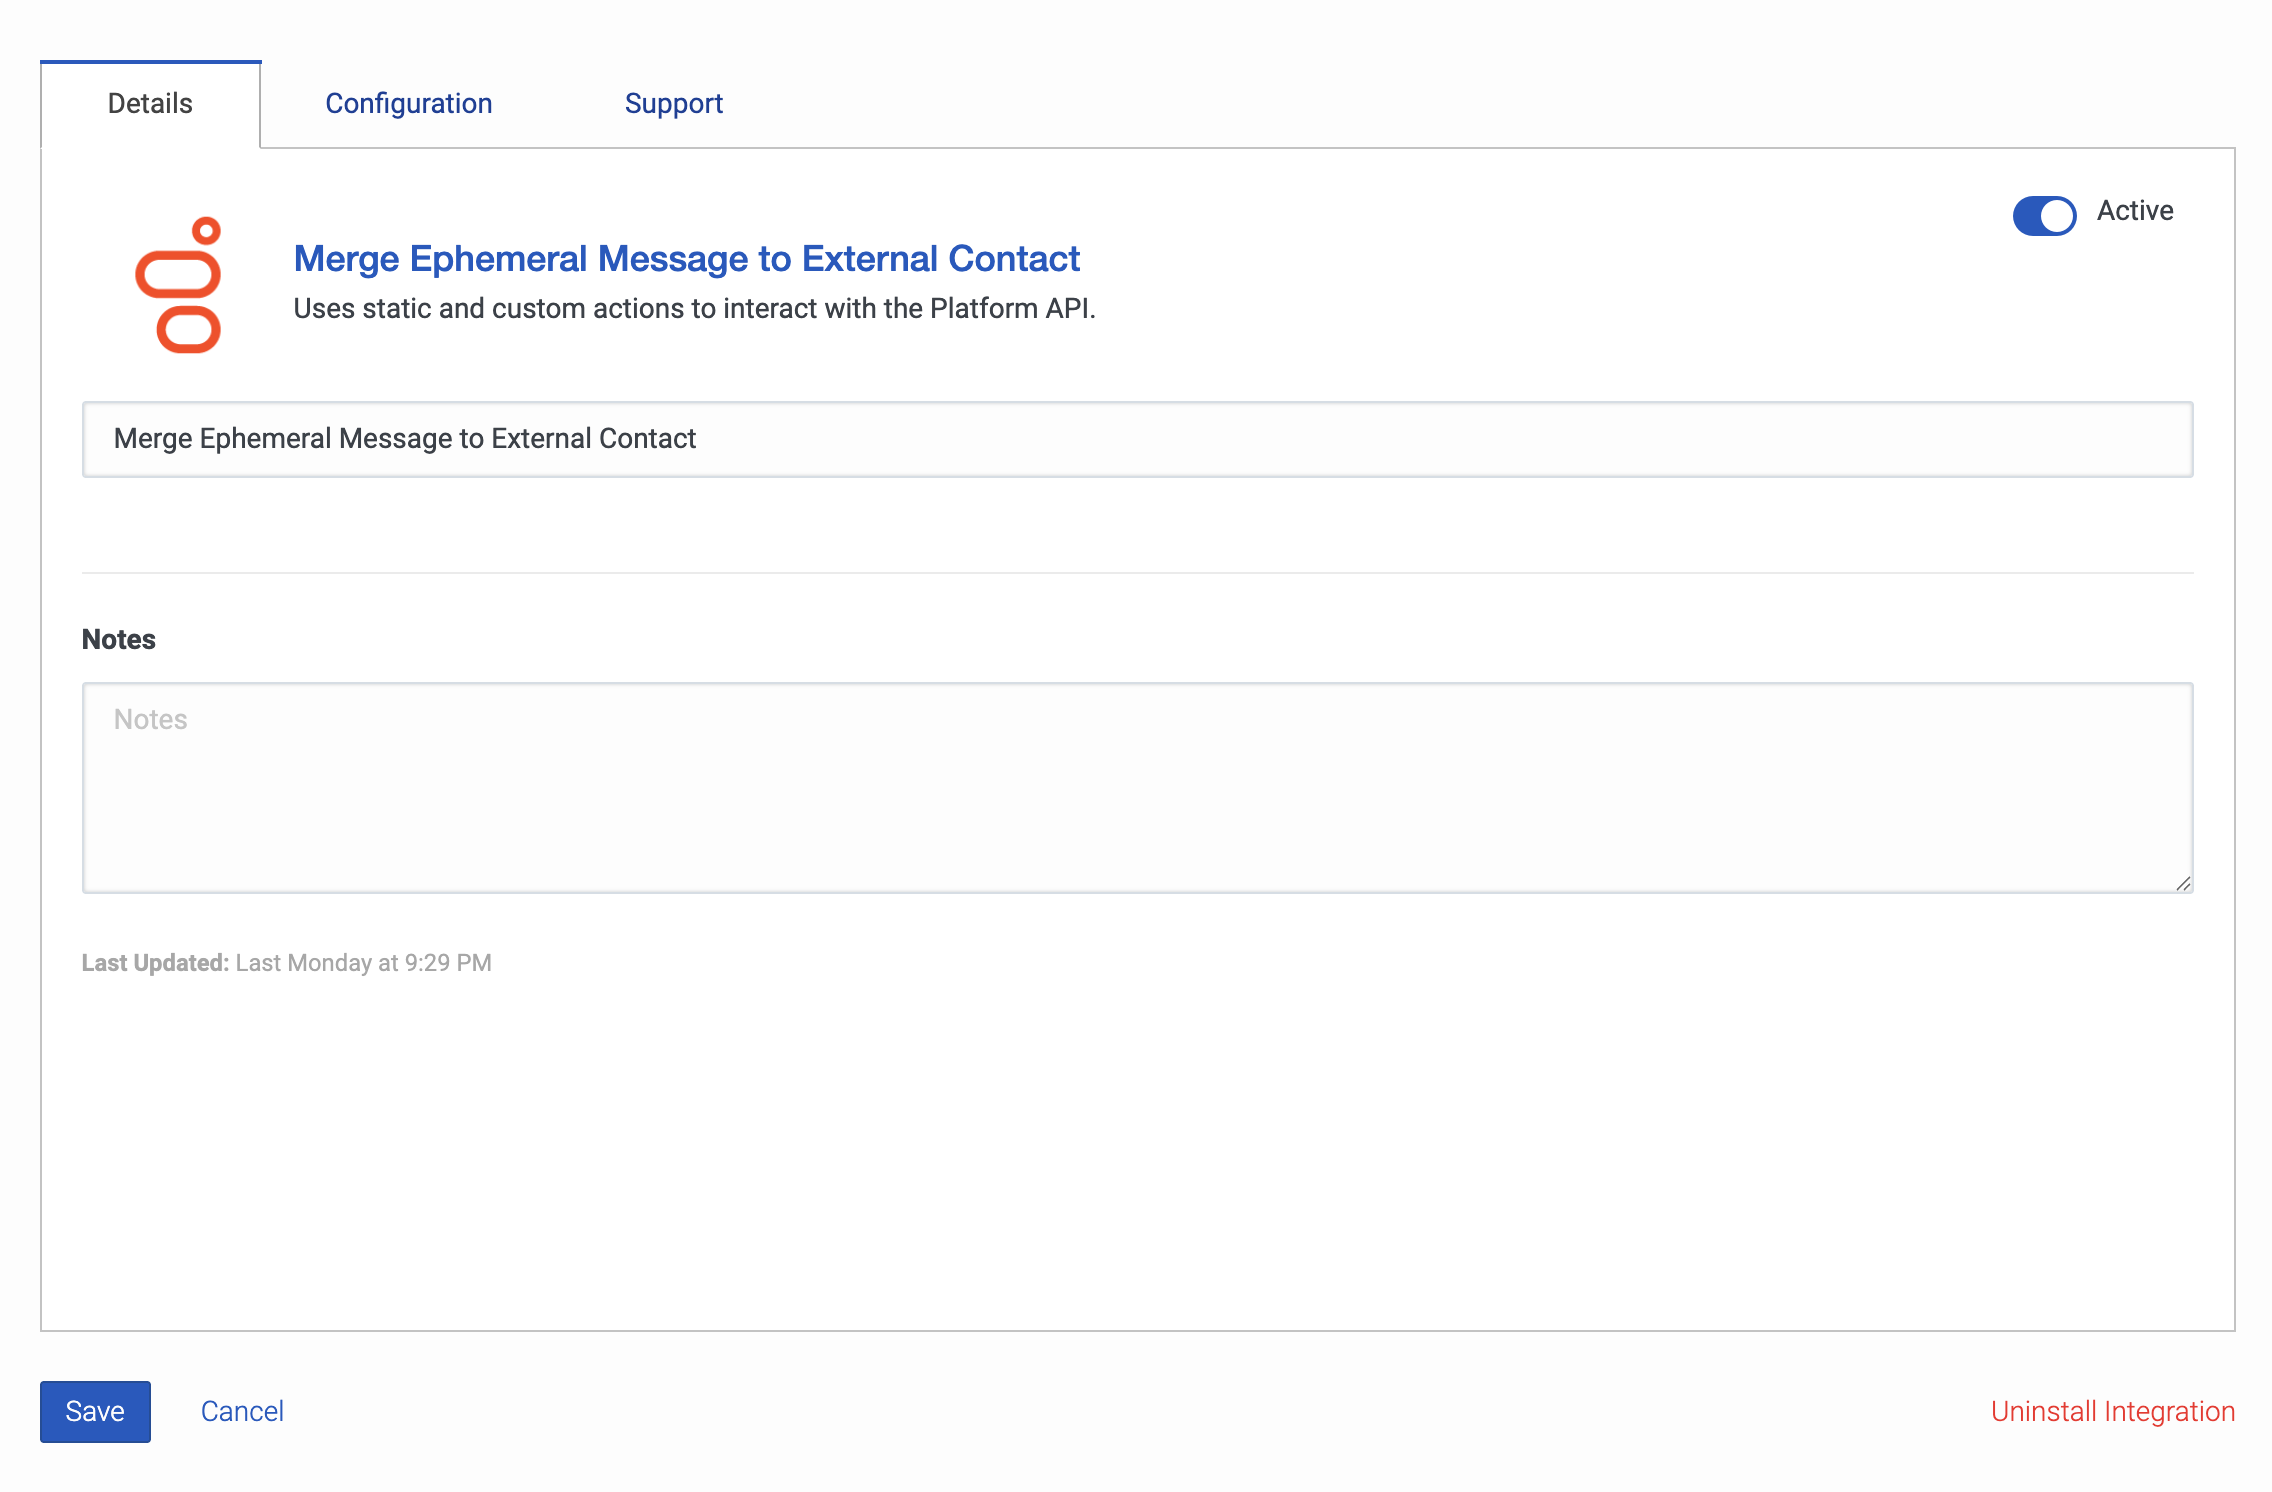 Details
Configuration
Support
Active
Merge Ephemeral Message to External Contact
Uses static and custom actions to interact with the Platform API.
Merge Ephemeral Message to External Contact
Notes
Notes
Last Updated: Last Monday at 9:29 PM
Save
Cancel
Uninstall Integration